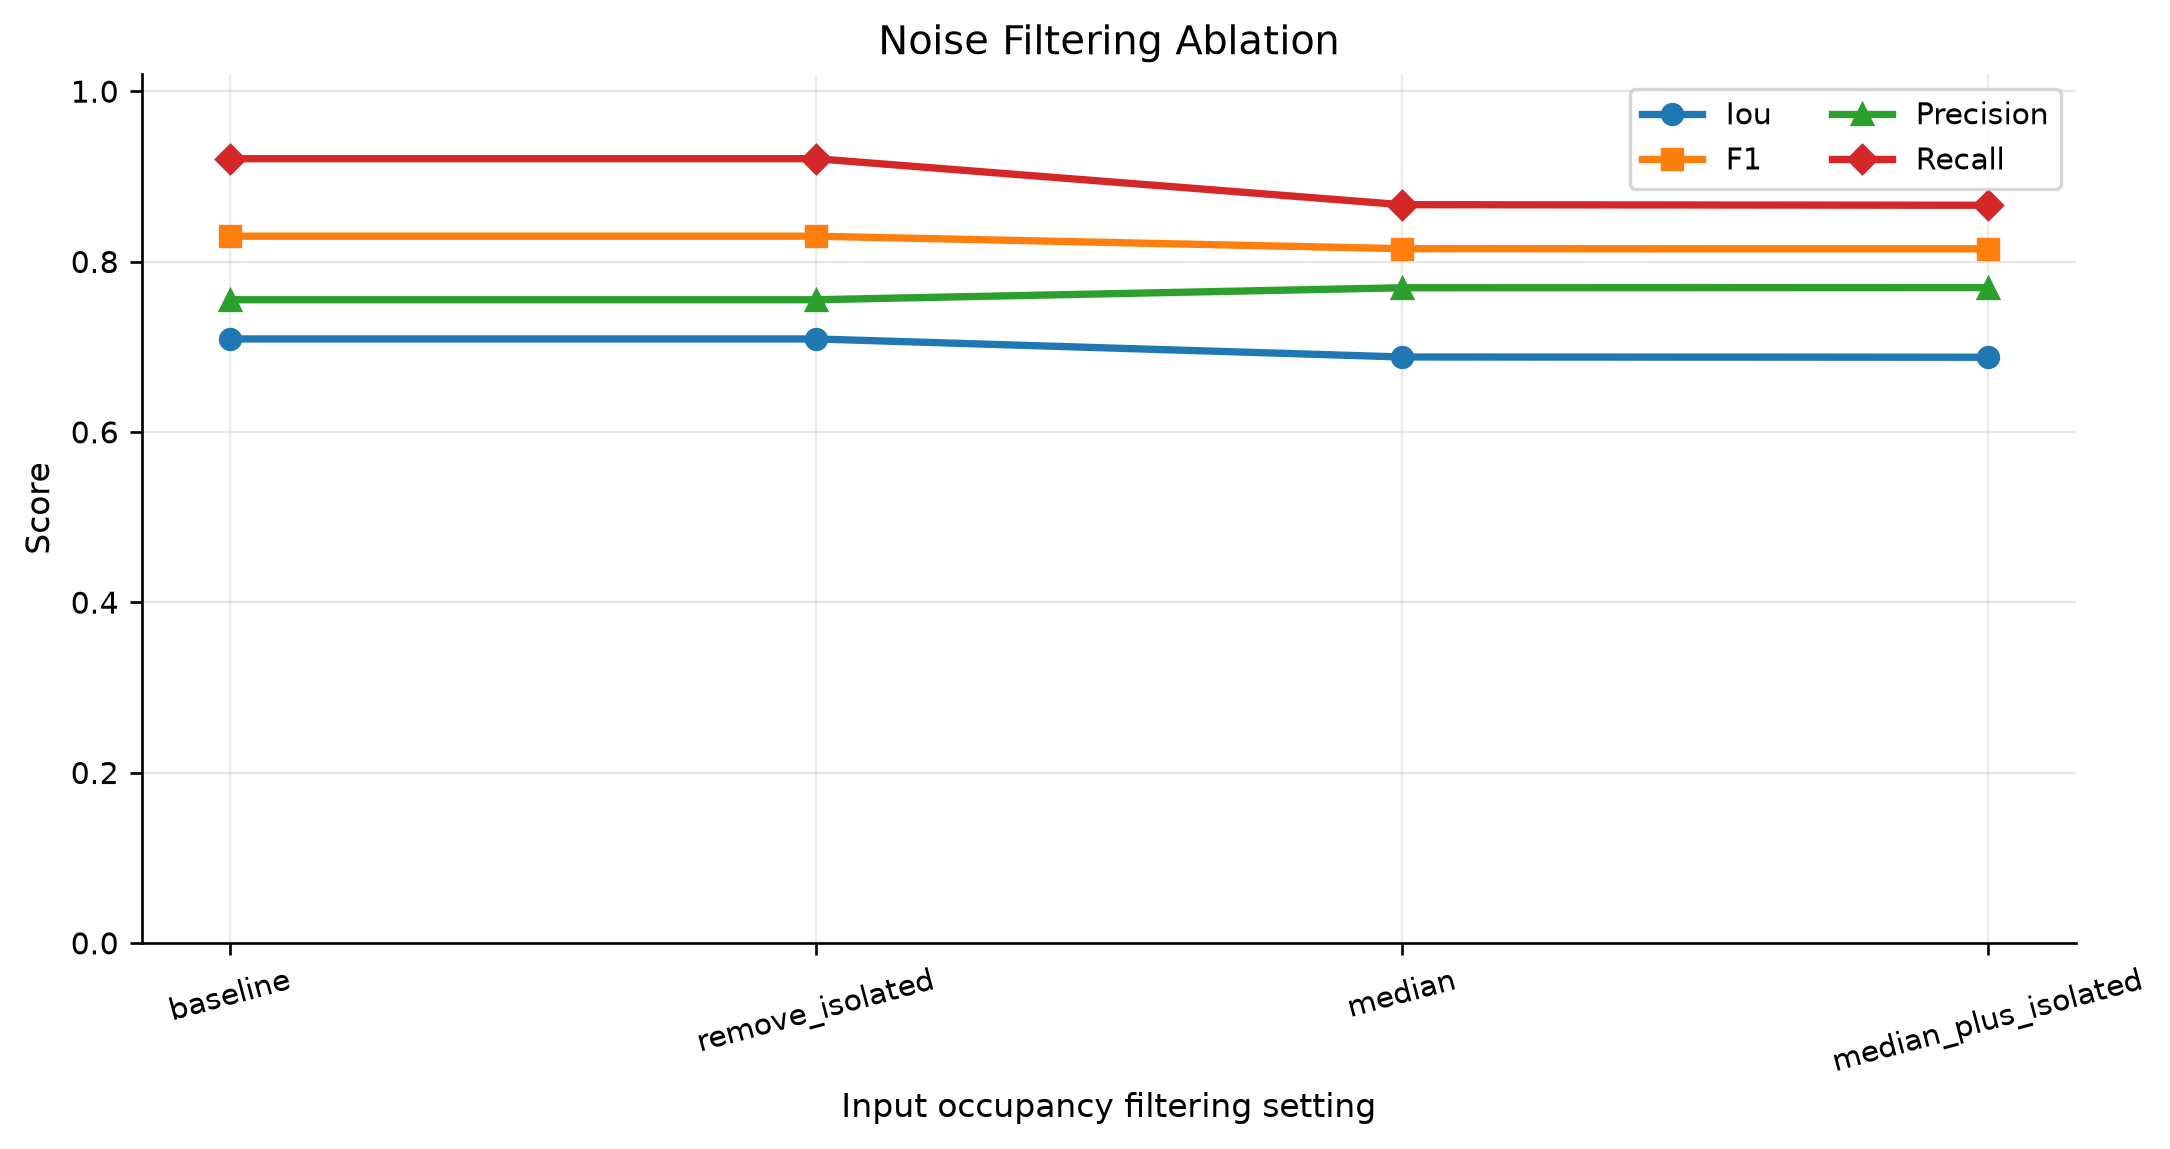 Noise Filtering Ablation
1.0
0.8
0.6
0.4
0.2
0.0
Score
Iou
F1
Precision
Recall
baseline
remove_isolated
median
median_plus_isolated
Input occupancy filtering setting